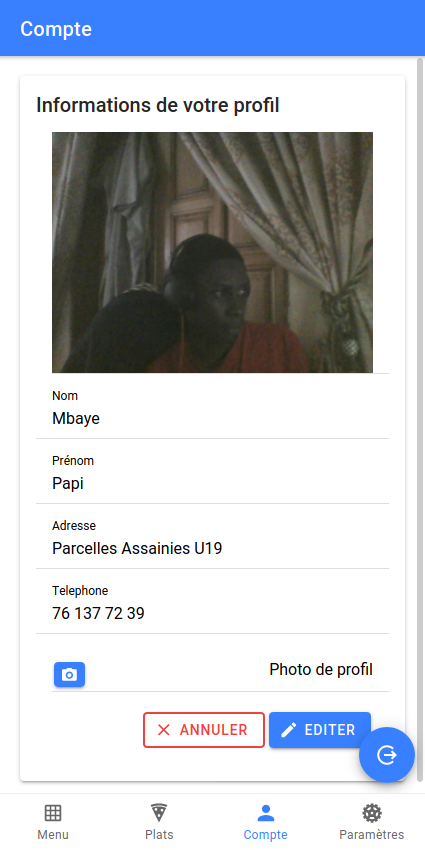 Compte
Informations de votre profil
Nom
Mbaye
Prénom
Papi
Adresse
Parcelles Assainies U19
Telephone
76 137 72 39
Photo de profil
ANNULER
EDITER
Menu
Plats
Compte
Paramètres